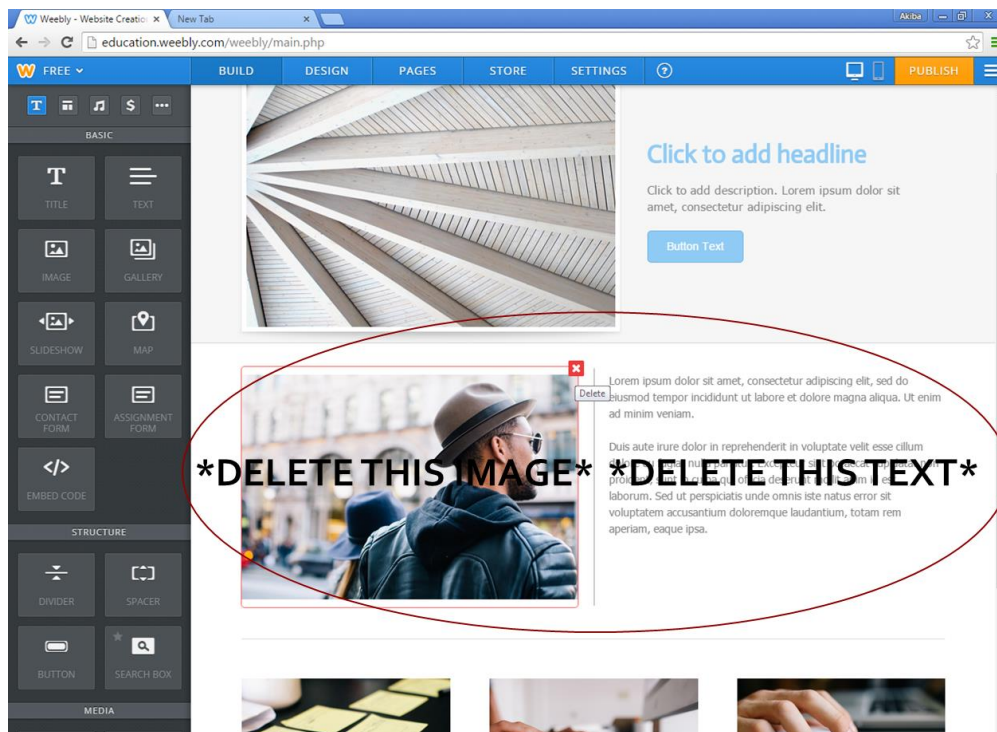 Weebly - Website Creatio
New Tab
Akiba
education.weebly.com/weebly/main.php
W FREE
BUILD
DESIGN
PAGES
STORE
SETTINGS
?
PUBLISH
T
$
BASIC
T
TITLE
TEXT
IMAGE
GALLERY
SLIDESHOW
MAP
CONTACT
FORM
ASSIGNMENT
FORM
</>
EMBED CODE
STRUCTURE
DIVIDER
SPACER
BUTTON
SEARCH BOX
MEDIA
Click to add headline
Click to add description. Lorem ipsum dolor sit
amet, consectetur adipiscing elit.
Button Text
Delete
Lorem ipsum dolor sit amet, consectetur adipiscing elit, sed do
eiusmod tempor incididunt ut labore et dolore magna aliqua. Ut enim
ad minim veniam.
Duis aute irure dolor in reprehenderit in voluptate velit esse cillum
*DELETE THIS IMAGE* *DELETE THIS TEXT*
laborum. Sed ut perspiciatis unde omnis iste natus error sit
voluptatem accusantium doloremque laudantium, totam rem
aperiam, eaque ipsa.